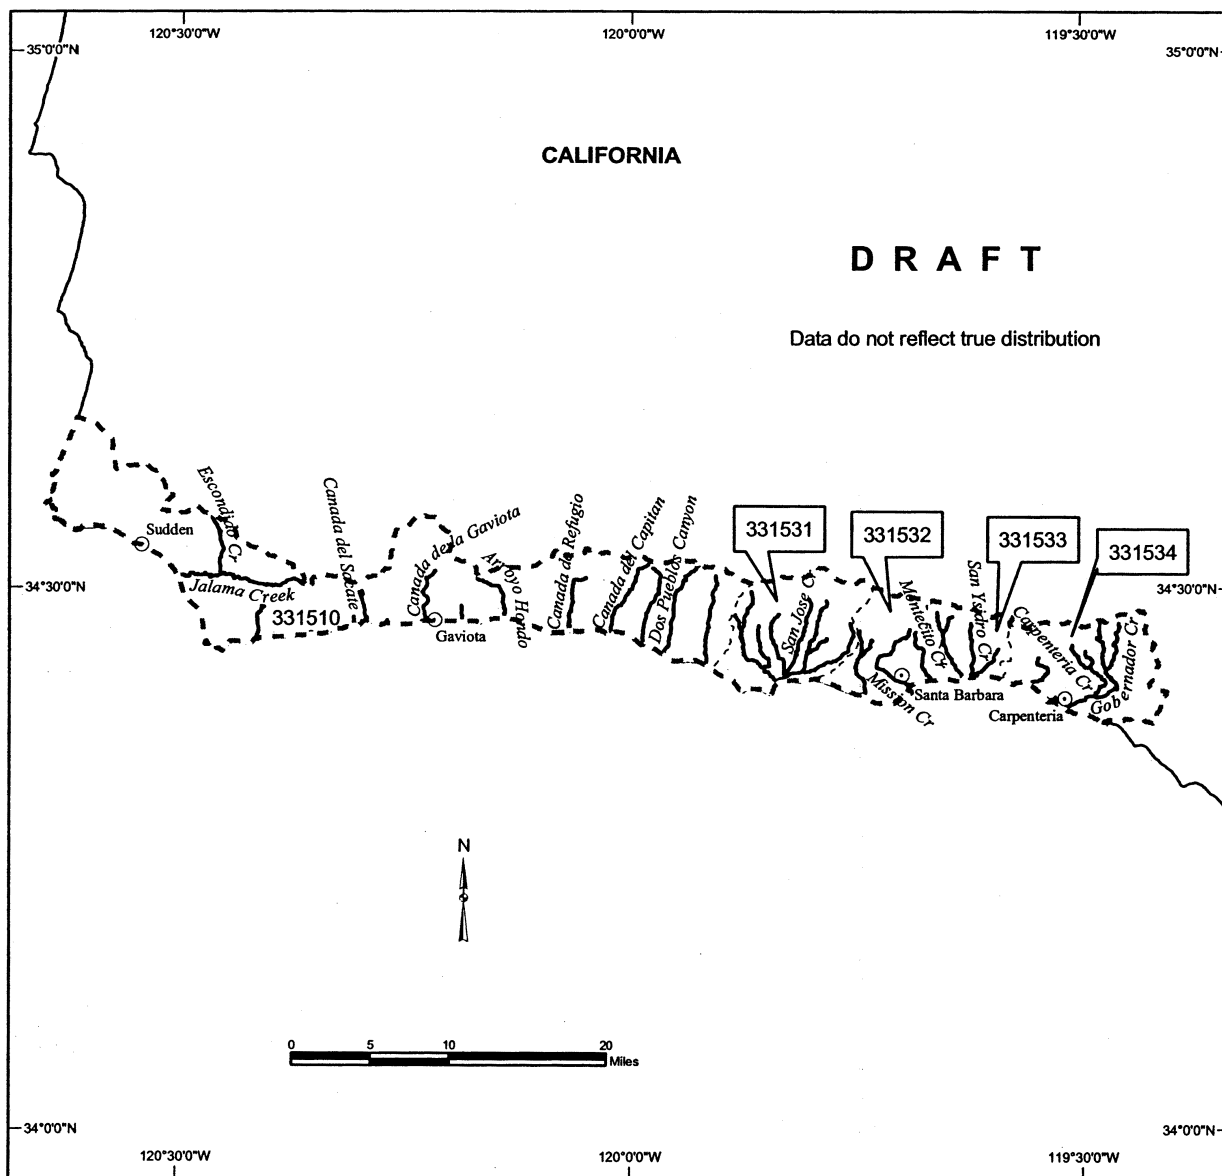 120°30'0"W
120°0'0"W
119°30'0"W
35°0'0"N
35°0'0"N
CALIFORNIA
D R A F T
Data do not reflect true distribution
Escondido Cr
Canada del Sacate
Canada de la Gaviota
Arroyo Hondo
Canada de Refugio
Canada del Capitan
Dos Pueblos Canyon
331531
331532
331533
331534
Sudden
34°30'0"N
34°30'0"N
Jalama Creek
331510
Gaviota
San Jose Cr
Montecito Cr
San Ysidro Cr
Carpenteria Cr
Gobernador Cr
Mission Cr
Santa Barbara
Carpenteria
N
0 5 10 20
Miles
34°0'0"N
34°0'0"N
120°30'0"W
120°0'0"W
119°30'0"W